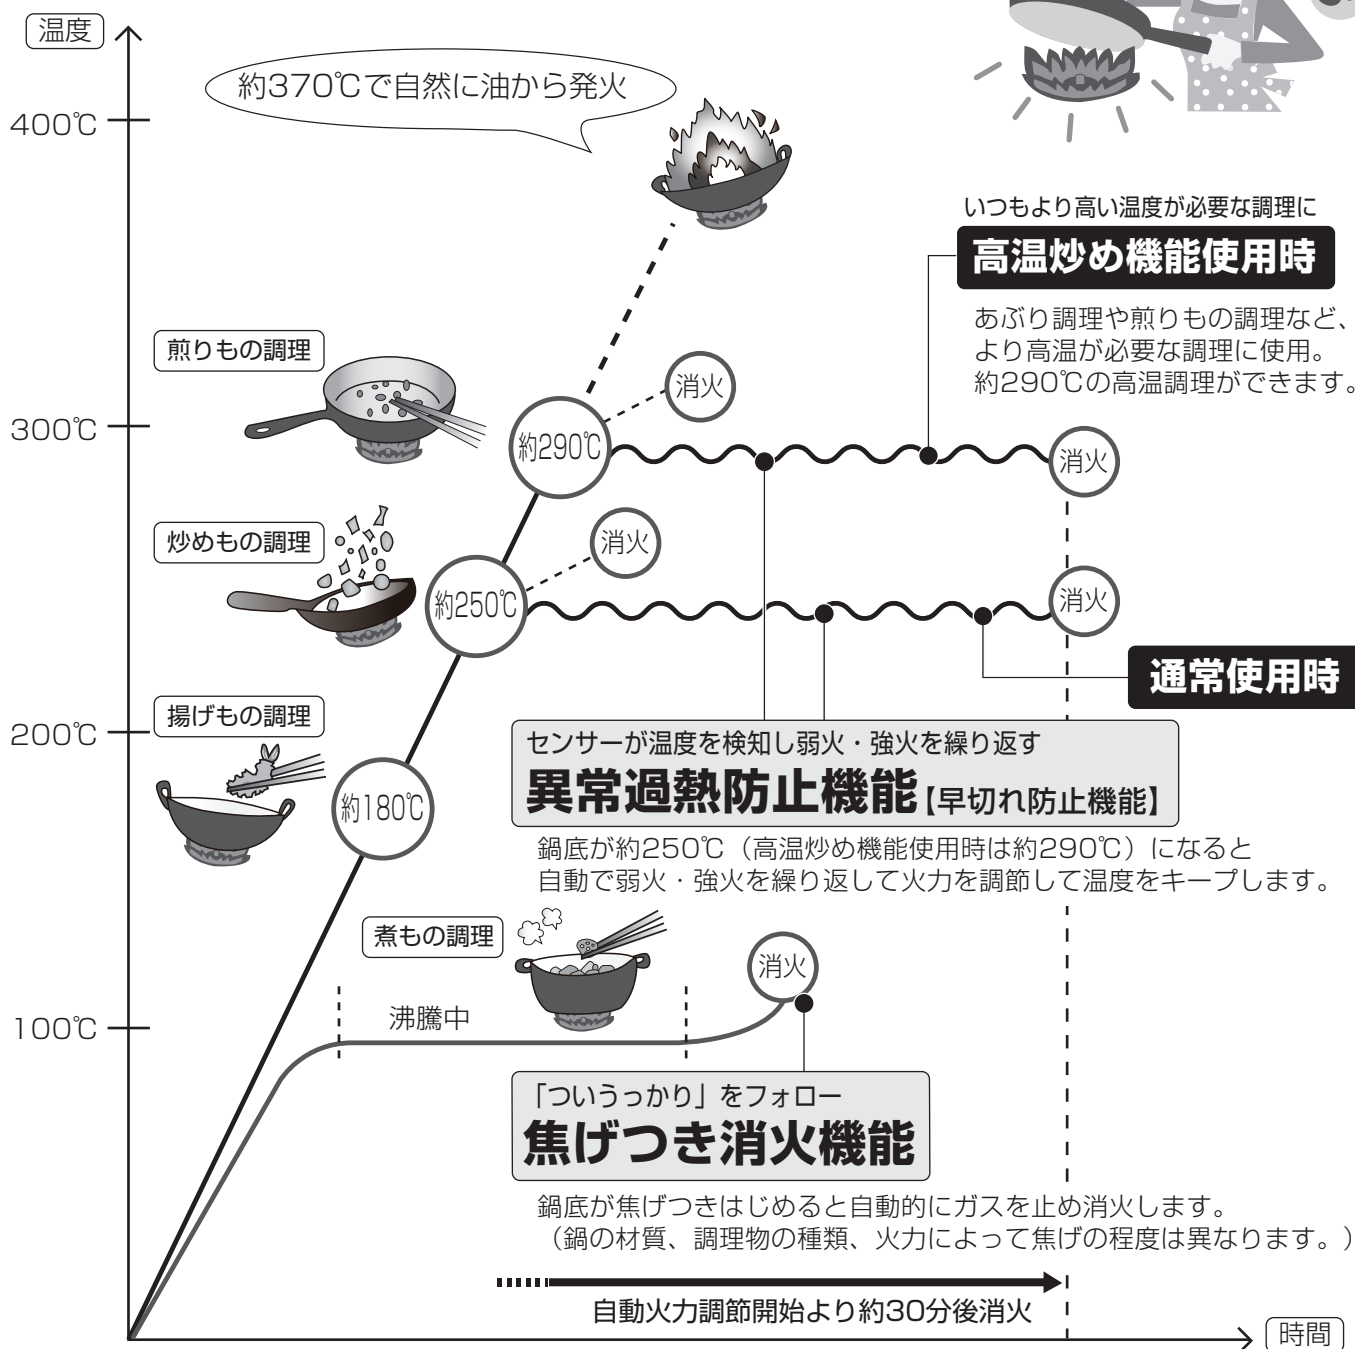 温度
約370℃で自然に油から発火
400℃
いつもより高い温度が必要な調理に
高温炒め機能使用時
あぶり調理や煎りもの調理など、
より高温が必要な調理に使用。
約290℃の高温調理ができます。
煎りもの調理
消火
300℃
約290℃
消火
炒めもの調理
消火
約250℃
消火
通常使用時
揚げもの調理
200℃
センサーが温度を検知し弱火・強火を繰り返す
異常過熱防止機能【早切れ防止機能】
約180℃
鍋底が約250℃（高温炒め機能使用時は約290℃）になると
自動で弱火・強火を繰り返して火力を調節して温度をキープします。
煮もの調理
消火
沸騰中
100℃
「ついうっかり」をフォロー
焦げつき消火機能
鍋底が焦げつきはじめると自動的にガスを止め消火します。
（鍋の材質、調理物の種類、火力によって焦げの程度は異なります。）
自動火力調節開始より約30分後消火
時間